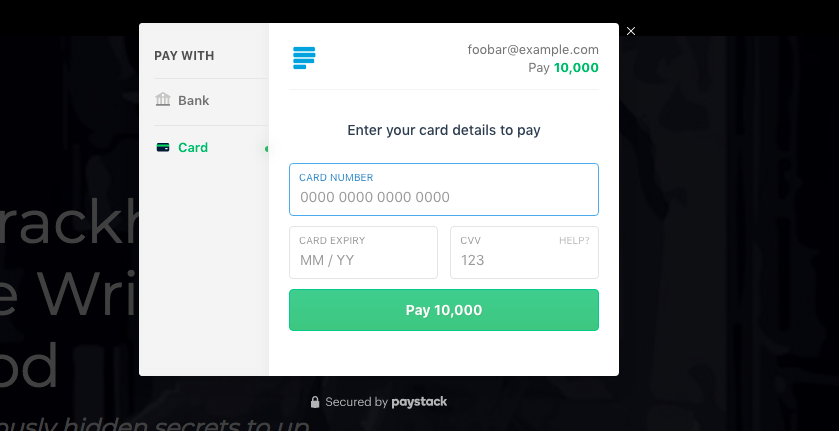 PAY WITH
Bank
Card
foobar@example.com
Pay 10,000
Enter your card details to pay
CARD NUMBER
0000 0000 0000 0000
CARD EXPIRY
MM / YY
CVV
HELP?
123
Pay 10,000
Secured by paystack
rackh
e Wri
od
ously hidden secrets to up